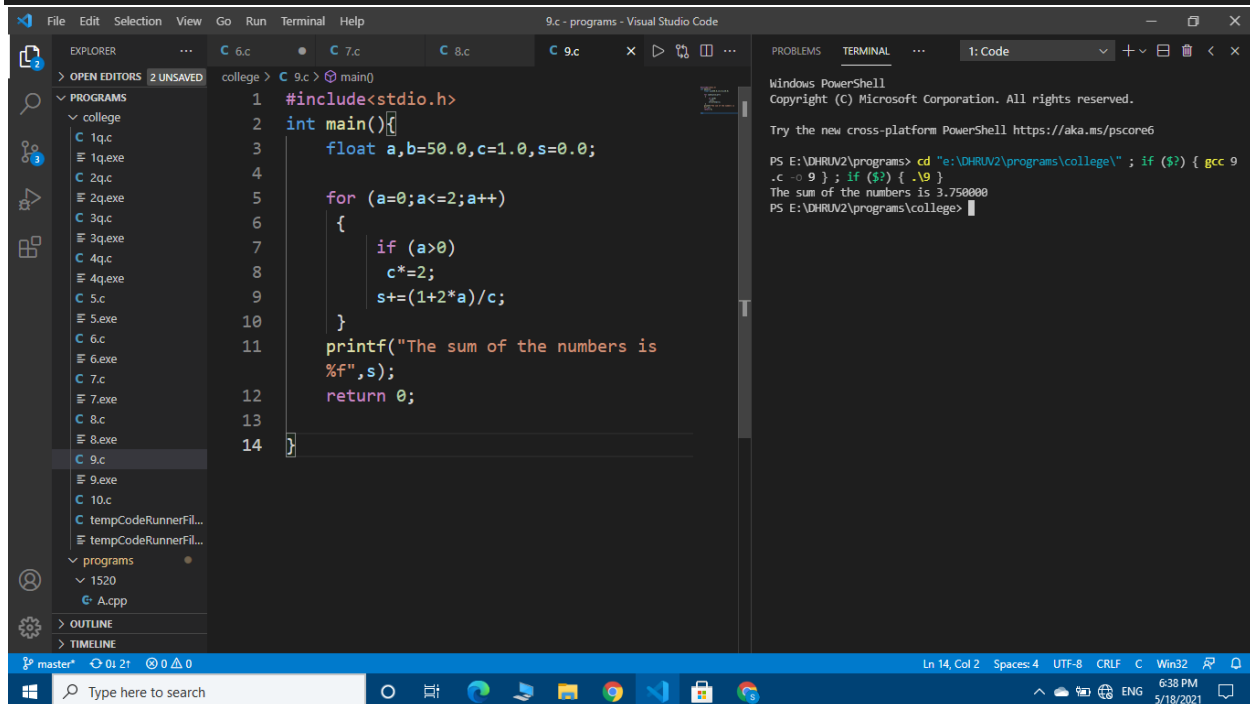 File Edit Selection View Go Run Terminal Help
9.c - programs - Visual Studio Code
EXPLORER
OPEN EDITORS 2 UNSAVED
PROGRAMS
college
C 1q.c
1q.exe
C 2q.c
2q.exe
C 3q.c
3q.exe
C 4q.c
4q.exe
C 5.c
5.exe
C 6.c
6.exe
C 7.c
7.exe
C 8.c
8.exe
C 9.c
9.exe
C 10.c
C tempCodeRunnerFil...
tempCodeRunnerFil...
programs
1520
A.cpp
OUTLINE
TIMELINE
2
3
C 6.c C 7.c C 8.c C 9.c
college > C 9.c > main()
1 #include<stdio.h>
2 int main(){
3 float a,b=50.0,c=1.0,s=0.0;
4
5 for (a=0;a<=2;a++)
6 {
7 if (a>0)
8 c*=2;
9 s+=(1+2*a)/c;
10 }
11 printf("The sum of the numbers is
%f",s);
12 return 0;
13
14 }
PROBLEMS TERMINAL ... 1: Code
Windows PowerShell
Copyright (C) Microsoft Corporation. All rights reserved.
Try the new cross-platform PowerShell https://aka.ms/pscore6
PS E:\DHRUV2\programs> cd "e:\DHRUV2\programs\college\" ; if ($?) { gcc 9
.c -o 9 } ; if ($?) { .\9 }
The sum of the numbers is 3.750000
PS E:\DHRUV2\programs\college>
master* 0↓ 2↑ 0 0
Ln 14, Col 2 Spaces: 4 UTF-8 CRLF C Win32
Type here to search
ENG
6:38 PM
5/18/2021